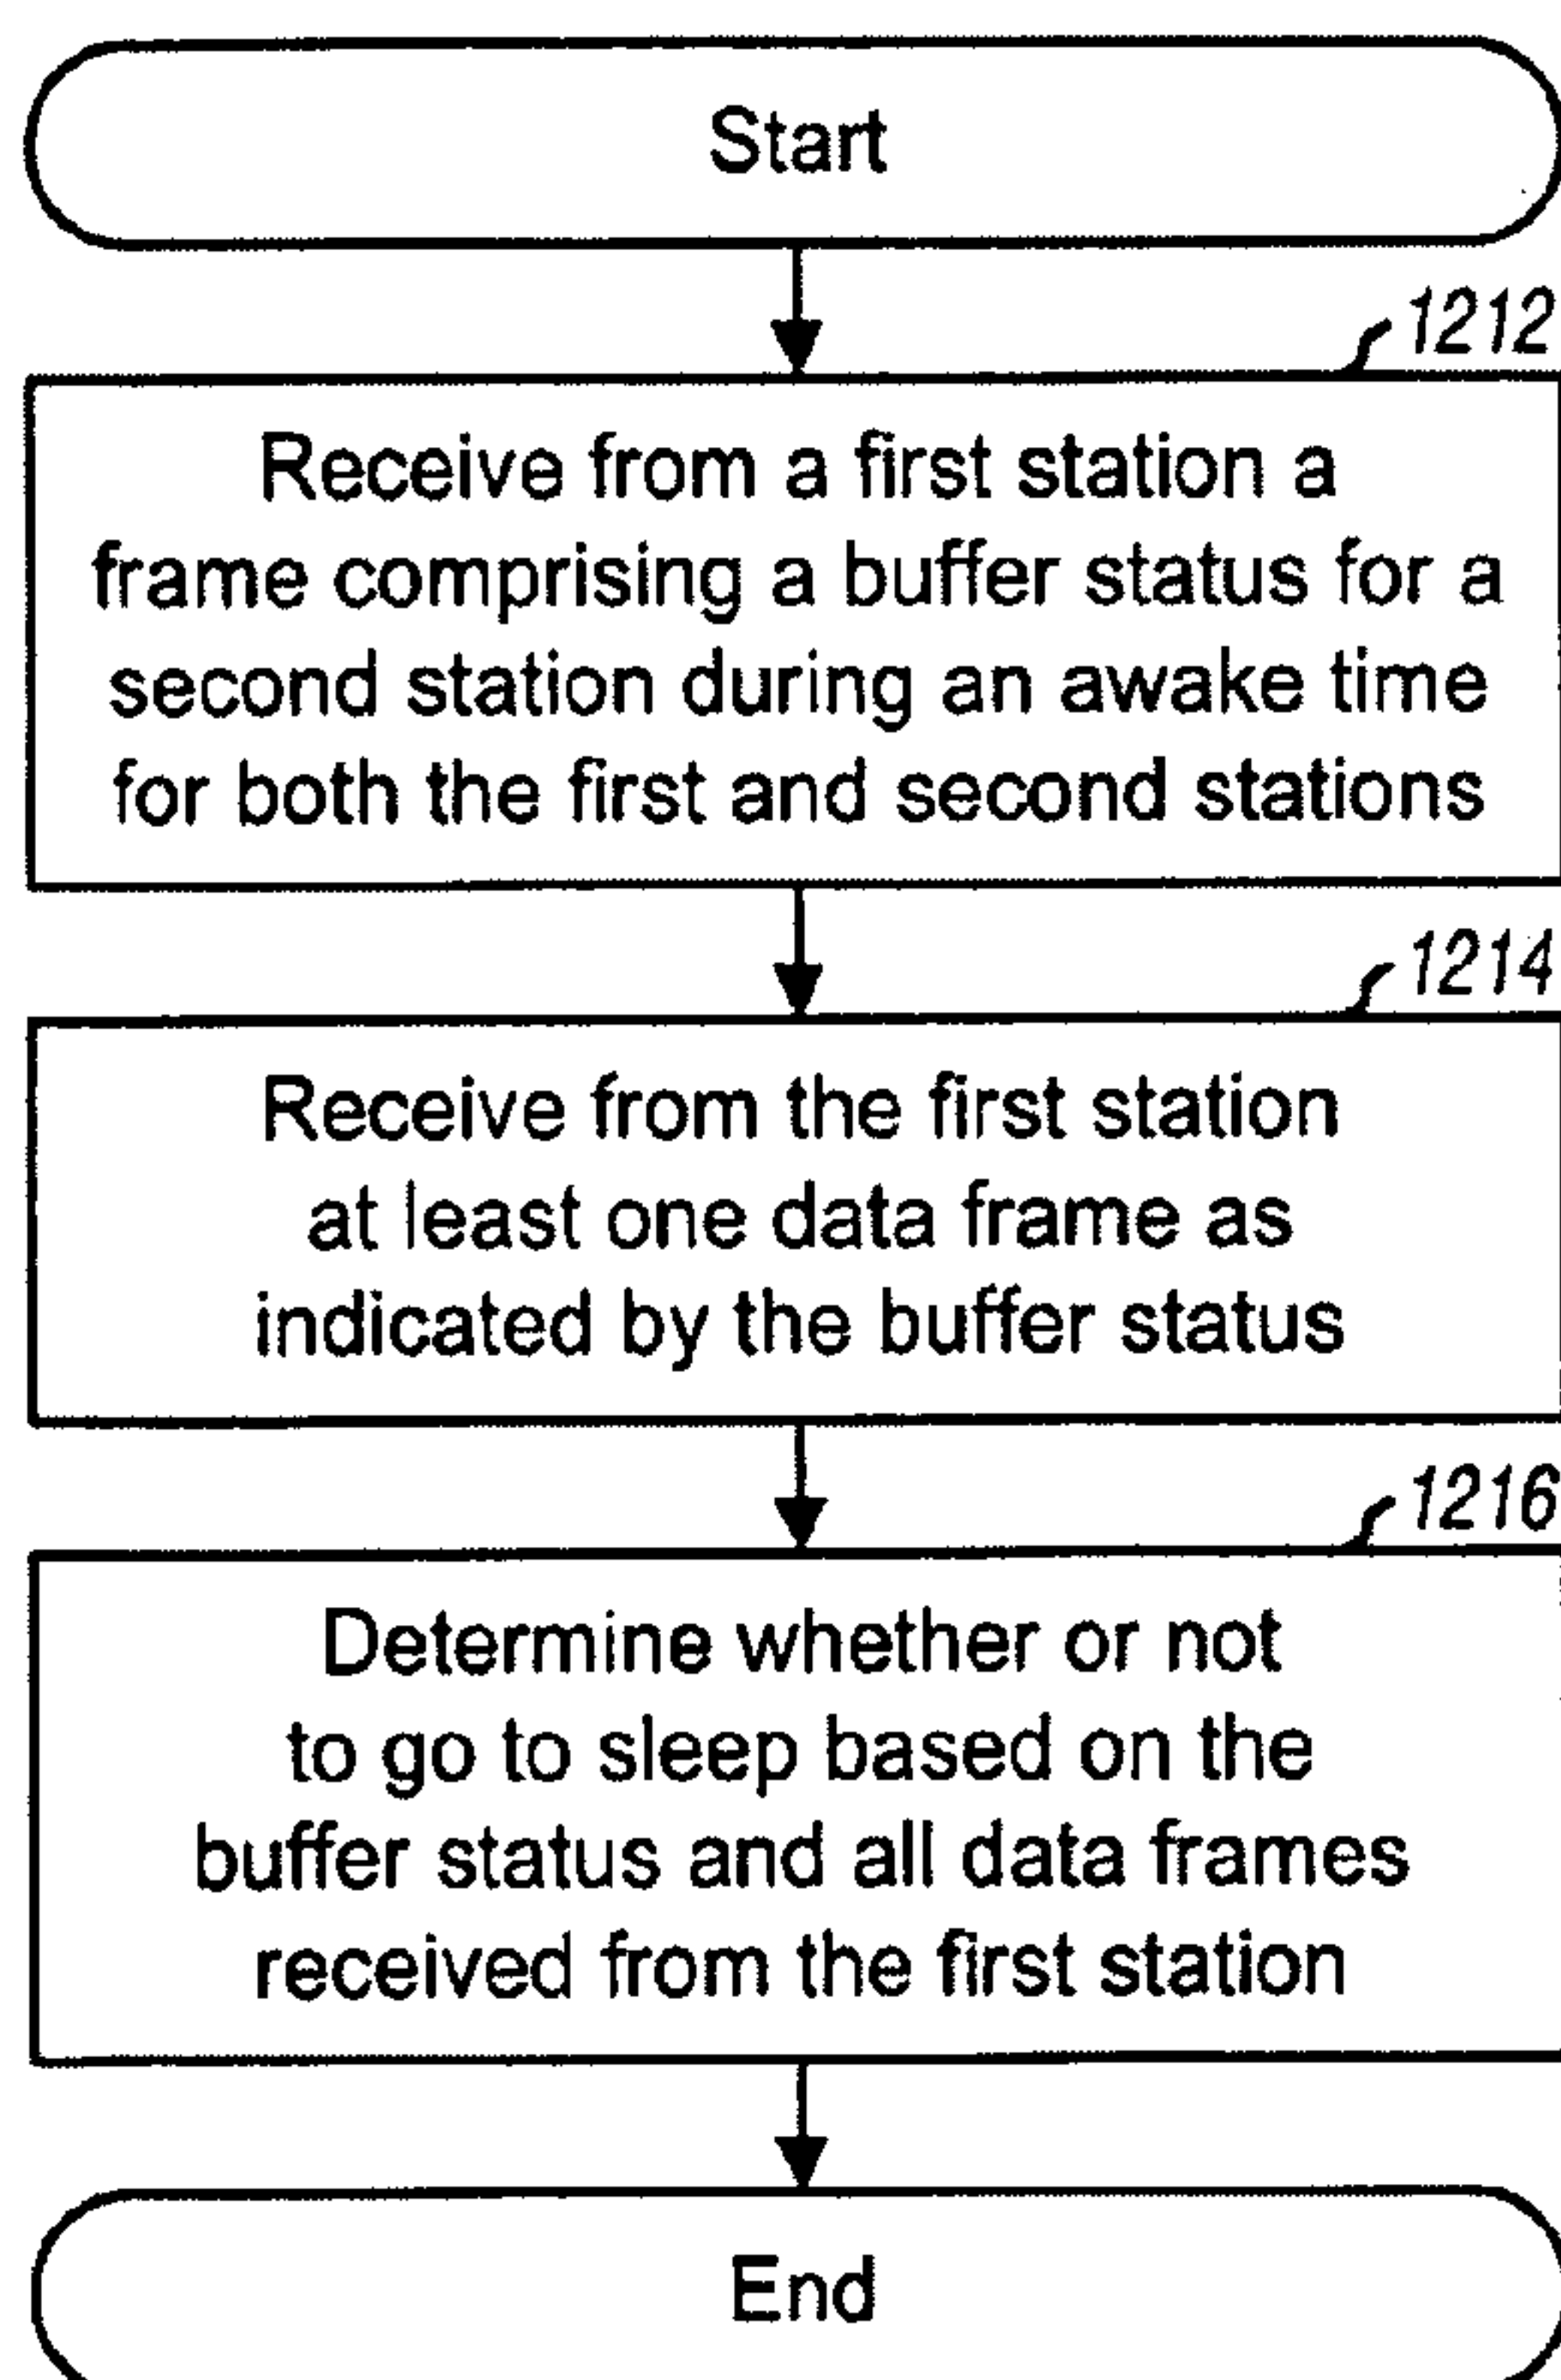 Start
1212
Receive from a first station a
frame comprising a buffer status for a
second station during an awake time
for both the first and second stations
1214
Receive from the first station
at least one data frame as
indicated by the buffer status
1216
Determine whether or not
to go to sleep based on the
buffer status and all data frames
received from the first station
End